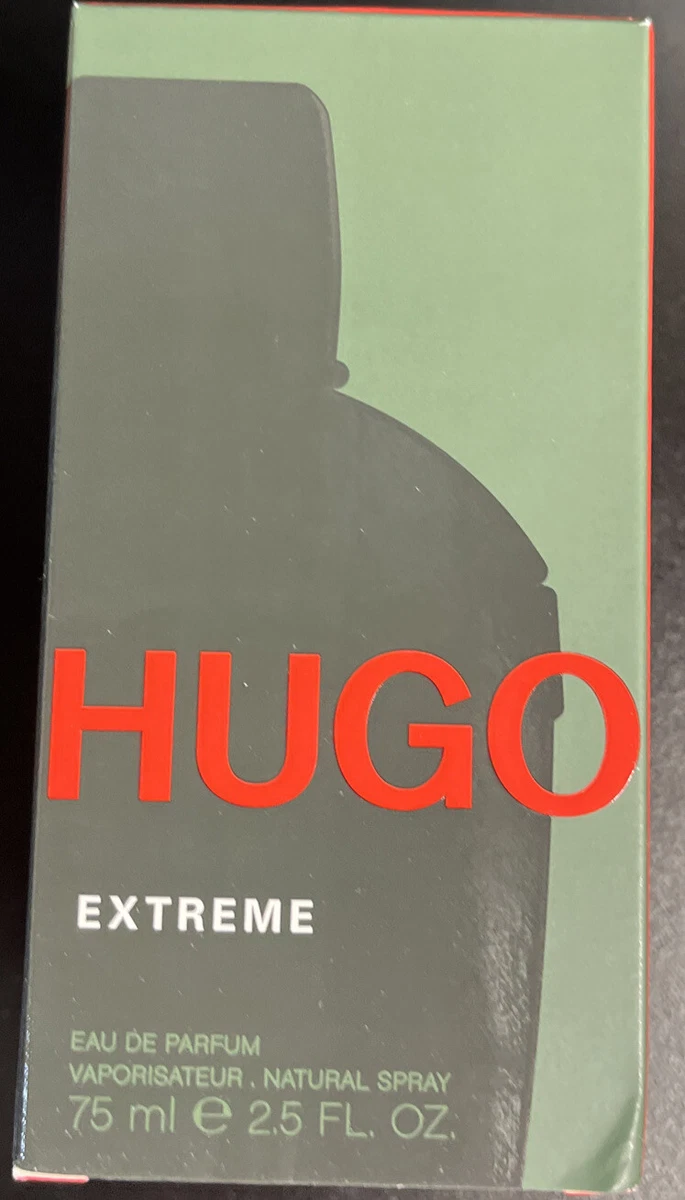 HUGO
EXTREME
EAU DE PARFUM
VAPORISATEUR . NATURAL SPRAY
75 ml ℮ 2.5 FL. OZ.